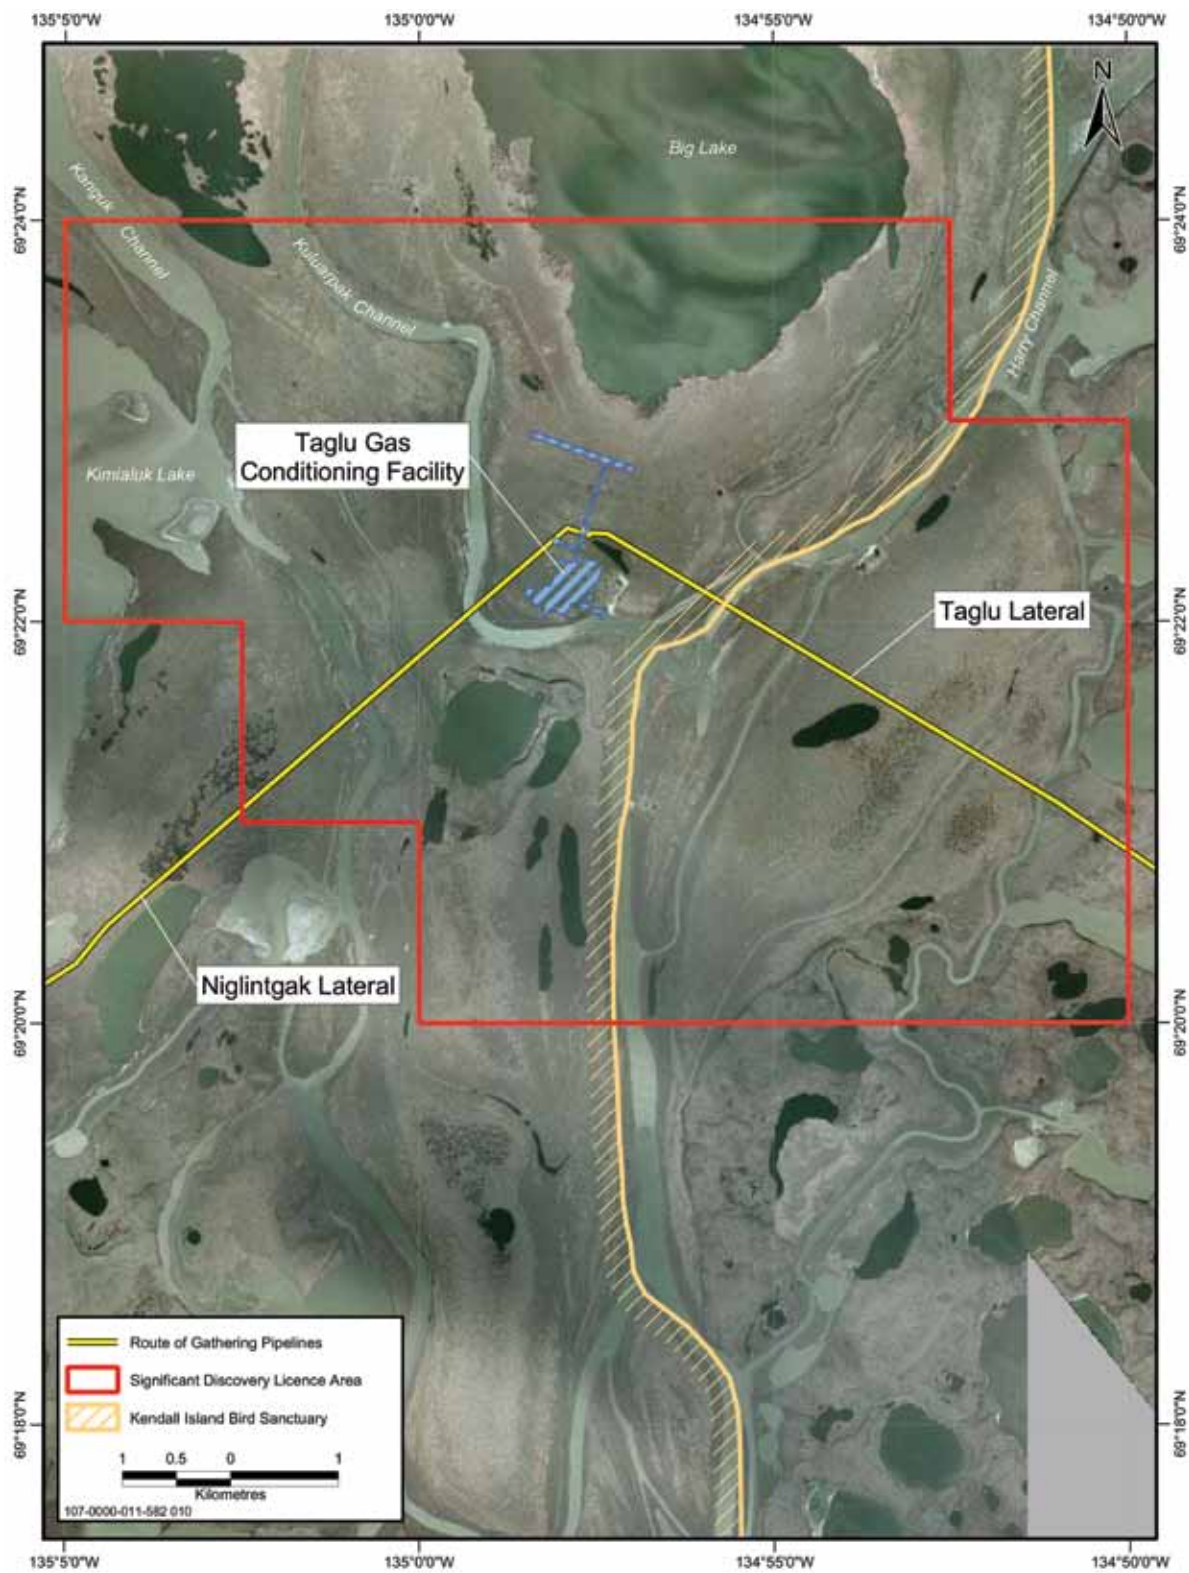 135°5'0"W
135°0'0"W
134°55'0"W
134°50'0"W
N
Big Lake
Kanguk
Channel
69°24'0"N
69°24'0"N
Kuluarpak Channel
Harry Channel
Taglu Gas
Conditioning Facility
Kimialuk Lake
69°22'0"N
Taglu Lateral
69°22'0"N
Niglintgak Lateral
69°20'0"N
69°20'0"N
Route of Gathering Pipelines
Significant Discovery Licence Area
Kendall Island Bird Sanctuary
69°18'0"N
69°18'0"N
1 0.5 0 1
Kilometres
107-0000-011-582 010
135°5'0"W
135°0'0"W
134°55'0"W
134°50'0"W